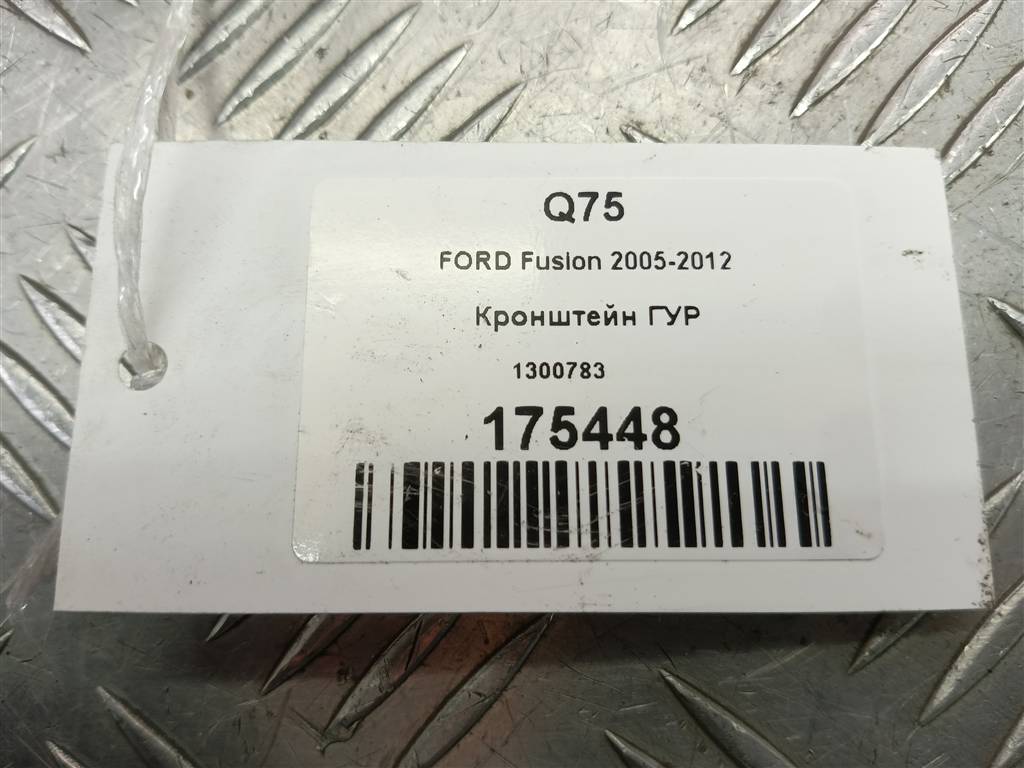 Q75
FORD Fusion 2005-2012
Кронштейн ГУР
1300783
175448